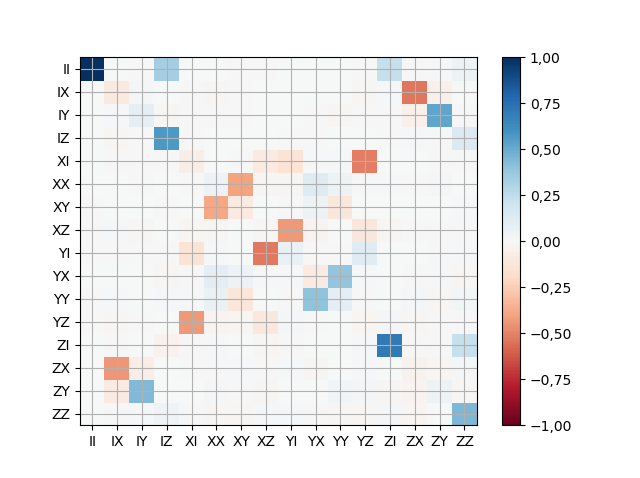 II
IX
IY
IZ
XI
XX
XY
XZ
YI
YX
YY
YZ
ZI
ZX
ZY
ZZ
II IX IY IZ XI XX XY XZ YI YX YY YZ ZI ZX ZY ZZ
1,00
0,75
0,50
0,25
0,00
−0,25
−0,50
−0,75
−1,00